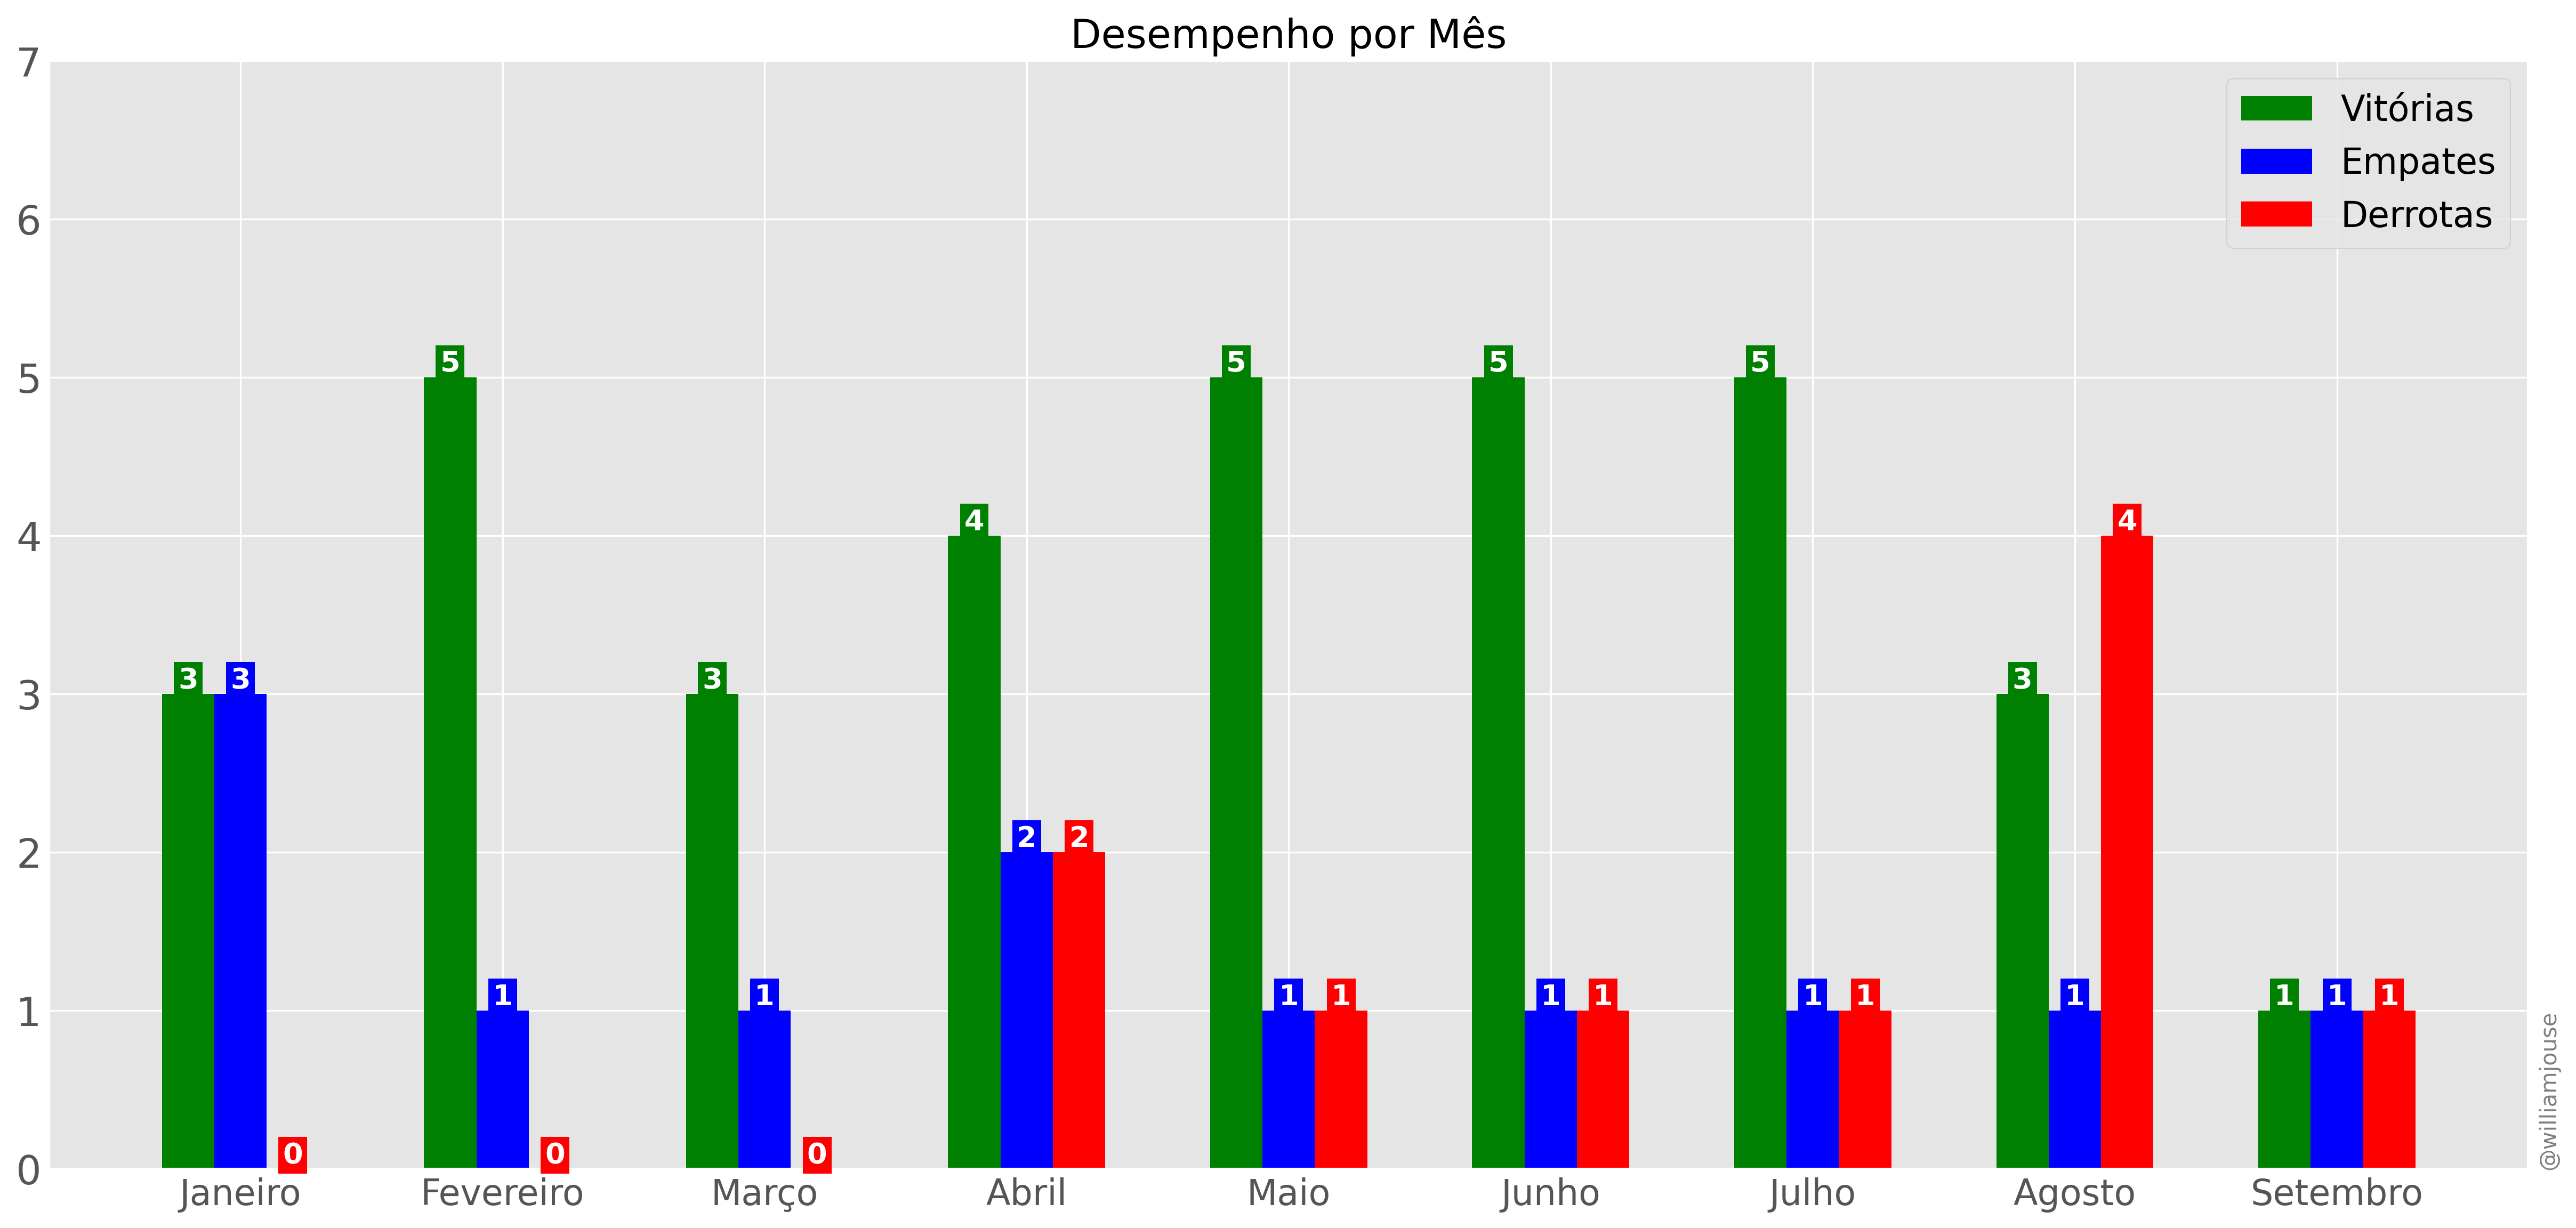 Desempenho por Mês
7
6
5
4
3
2
1
0
Vitórias
Empates
Derrotas
3 3 0
5 1 0
3 1 0
4 2 2
5 1 1
5 1 1
5 1 1
3 1 4
1 1 1
Janeiro Fevereiro Março Abril Maio Junho Julho Agosto Setembro
@williamjouse